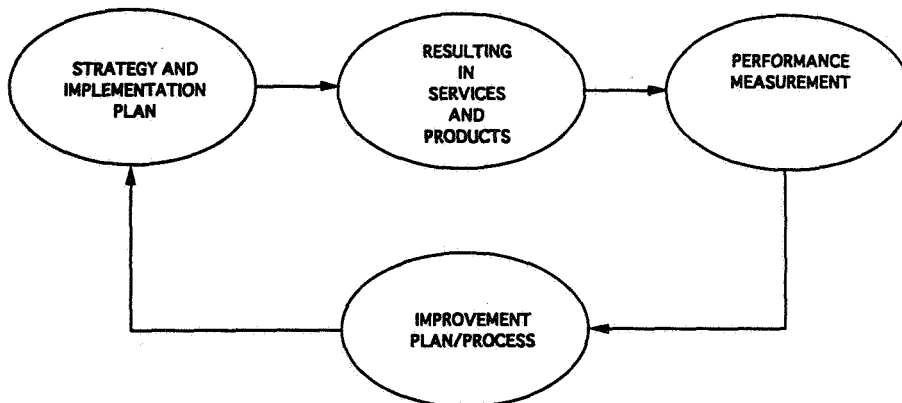 STRATEGY AND
IMPLEMENTATION
PLAN
RESULTING
IN
SERVICES
AND
PRODUCTS
PERFORMANCE
MEASUREMENT
IMPROVEMENT
PLAN/PROCESS